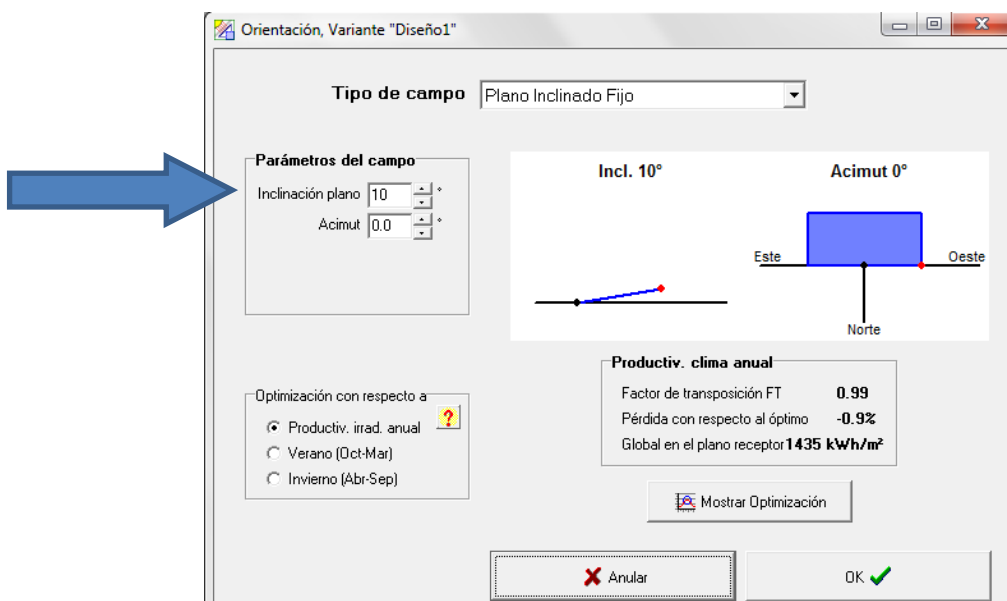 Orientación, Variante "Diseño1"
Tipo de campo Plano Inclinado Fijo
Parámetros del campo
Inclinación plano 10 °
Acimut 0.0 °
Incl. 10° Acimut 0°
Este Oeste
Norte
Optimización con respecto a
Productiv. irrad. anual ?
Verano (Oct-Mar)
Invierno (Abr-Sep)
Productiv. clima anual
Factor de transposición FT 0.99
Pérdida con respecto al óptimo -0.9%
Global en el plano receptor 1435 kWh/m²
Mostrar Optimización
Anular OK